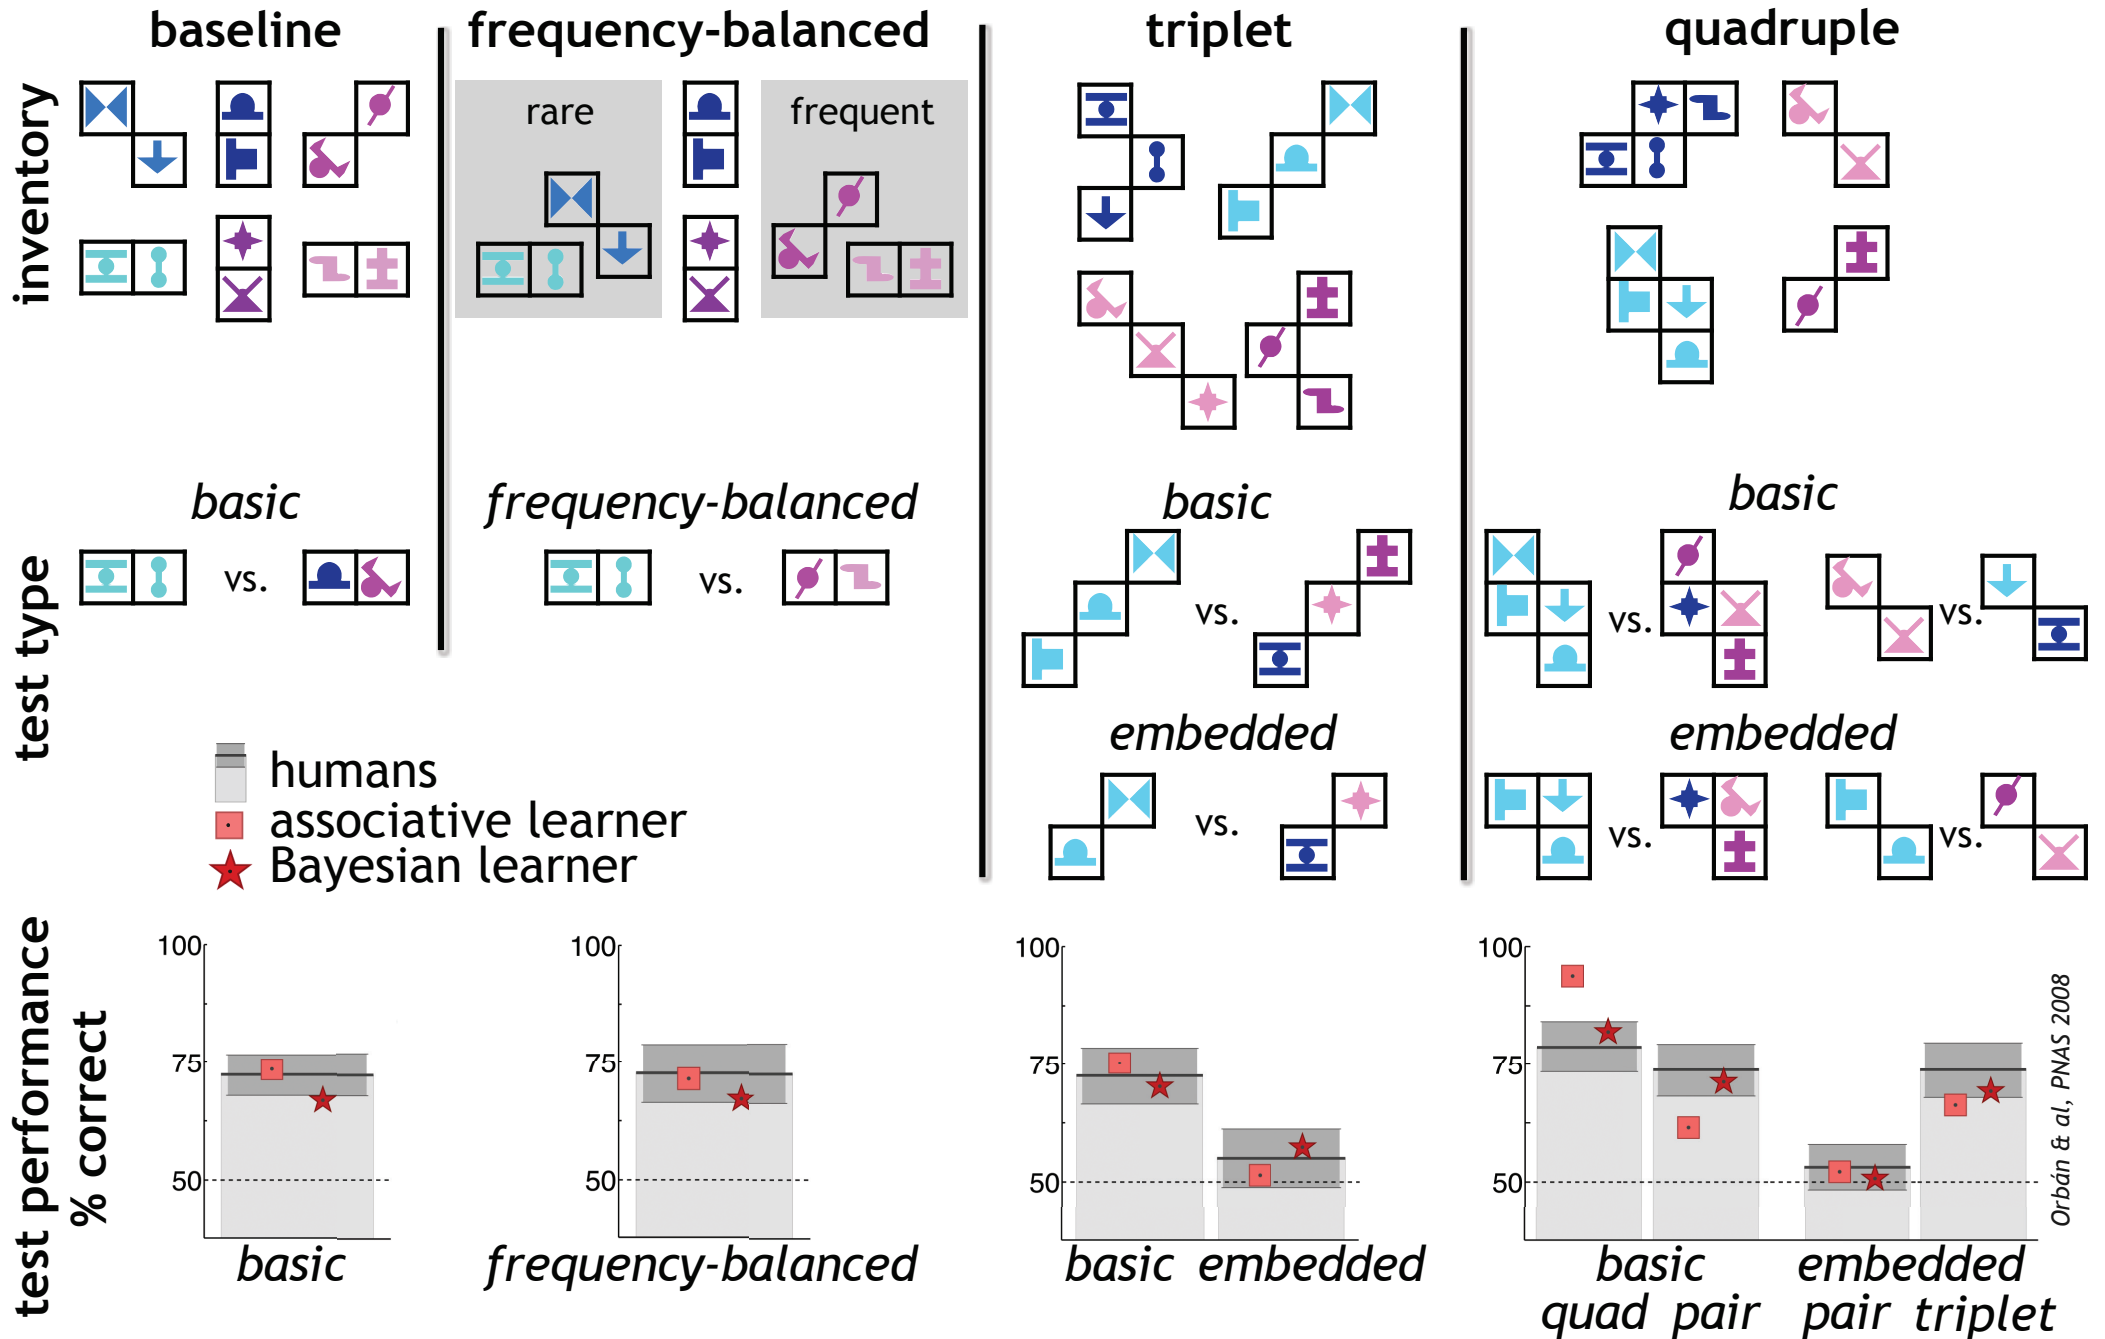 baseline
frequency-balanced
triplet
quadruple
inventory
rare
frequent
test type
basic
frequency-balanced
basic
basic
vs.
vs.
vs.
vs.
vs.
embedded
embedded
vs.
vs.
vs.
humans
associative learner
Bayesian learner
test performance
% correct
100
75
50
basic
100
75
50
frequency-balanced
100
75
50
basic embedded
100
75
50
basic embedded
quad pair pair triplet
Orbán & al, PNAS 2008